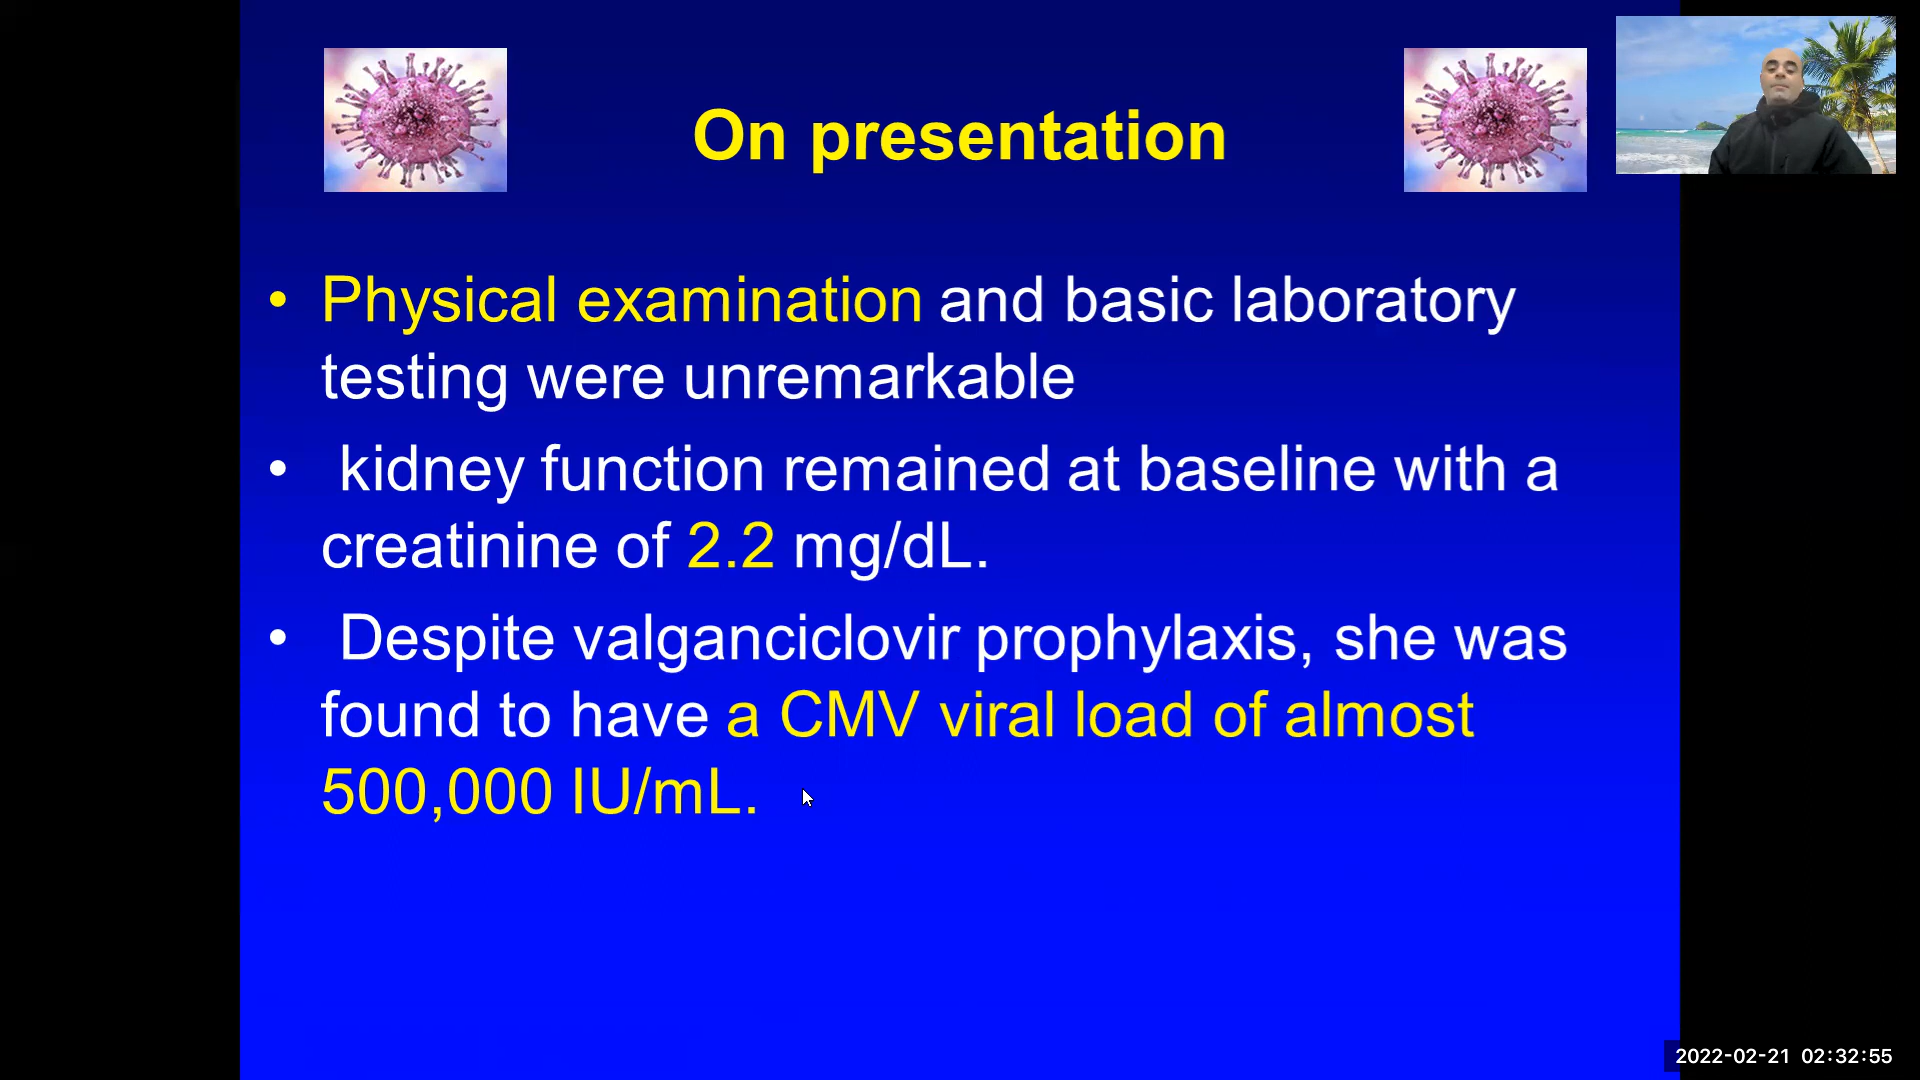 On presentation
• Physical examination and basic laboratory
testing were unremarkable
• kidney function remained at baseline with a
creatinine of 2.2 mg/dL.
• Despite valganciclovir prophylaxis, she was
found to have a CMV viral load of almost
500,000 IU/mL.
2022-02-21 02:32:55